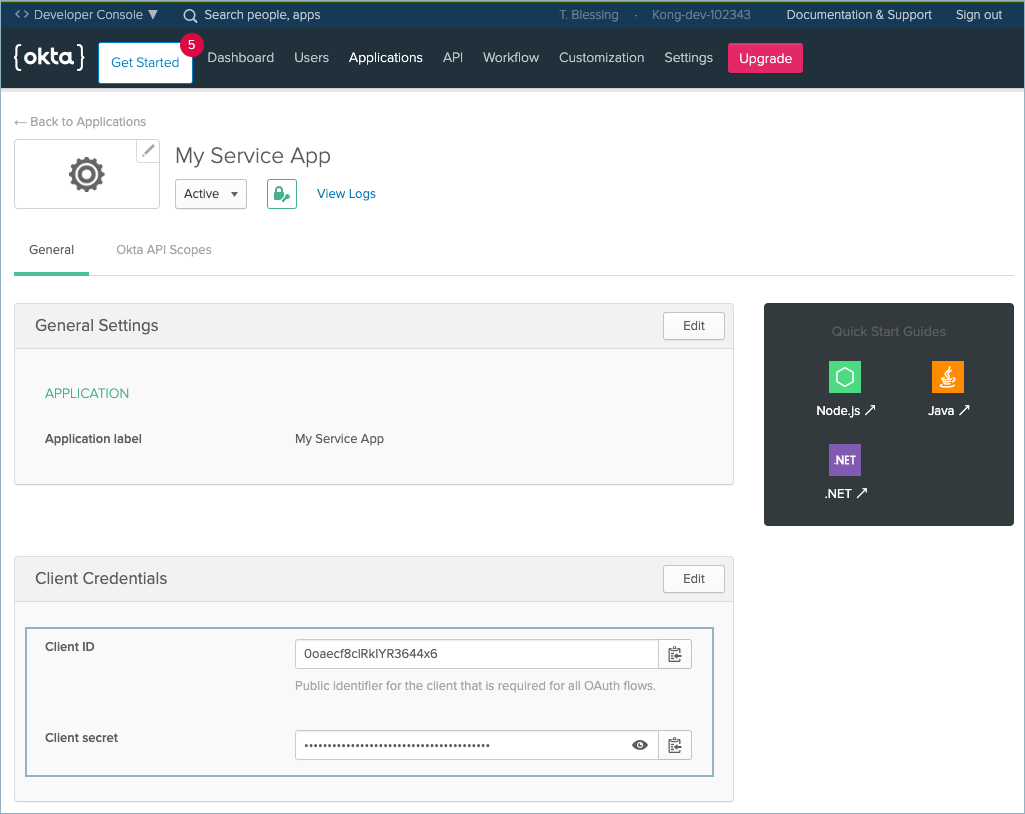 <> Developer Console ▼ Search people, apps T. Blessing · Kong-dev-102343 Documentation & Support Sign out
{okta} Get Started 5 Dashboard Users Applications API Workflow Customization Settings Upgrade
← Back to Applications
My Service App
Active ▼ View Logs
General Okta API Scopes
General Settings Edit
APPLICATION
Application label My Service App
Quick Start Guides
Node.js ↗ Java ↗
.NET
.NET ↗
Client Credentials Edit
Client ID 0oaecf8clRkIYR3644x6
Public identifier for the client that is required for all OAuth flows.
Client secret ••••••••••••••••••••••••••••••••••••••••